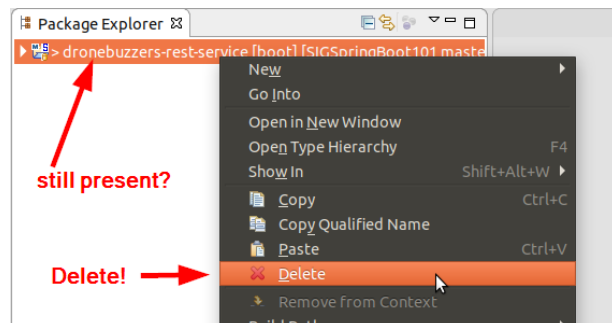 Package Explorer
> dronebuzzers-rest-service [boot] [SIGSpringBoot101 maste
New
Go Into
Open in New Window
Open Type Hierarchy F4
Show In Shift+Alt+W
still present?
Copy Ctrl+C
Copy Qualified Name
Paste Ctrl+V
Delete! Delete
Remove from Context